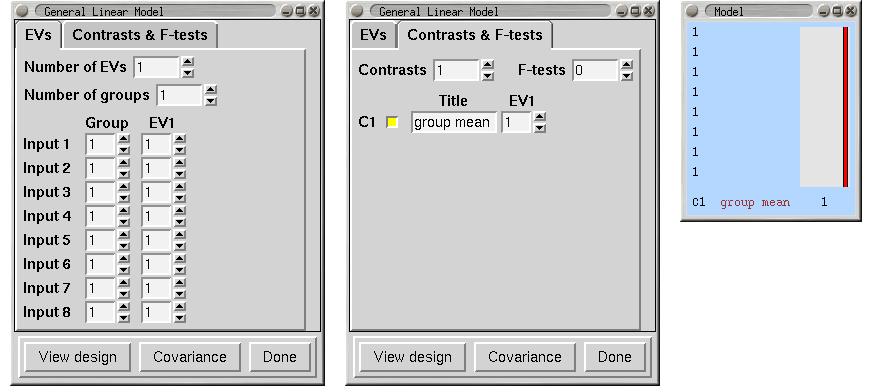 General Linear Model
EVs Contrasts & F-tests
Number of EVs 1
Number of groups 1
Group EV1
Input 1 1 1
Input 2 1 1
Input 3 1 1
Input 4 1 1
Input 5 1 1
Input 6 1 1
Input 7 1 1
Input 8 1 1
View design Covariance Done
General Linear Model
EVs Contrasts & F-tests
Contrasts 1 F-tests 0
Title EV1
C1 group mean 1
View design Covariance Done
Model
1
1
1
1
1
1
1
1
C1 group mean 1